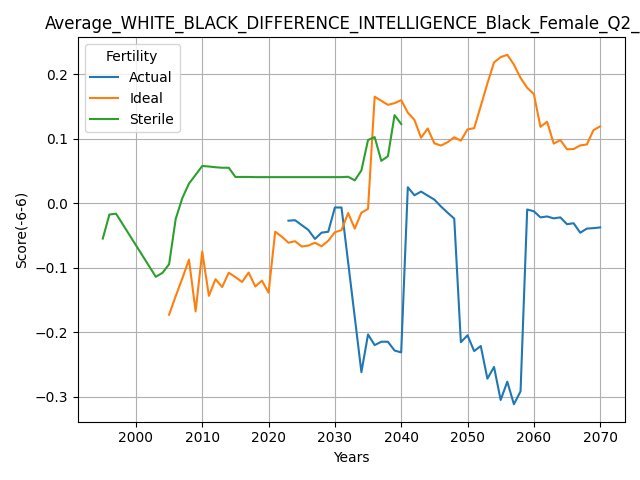 Average_WHITE_BLACK_DIFFERENCE_INTELLIGENCE_Black_Female_Q2_
Fertility
Actual
Ideal
Sterile
Score(-6-6)
0.2
0.1
0.0
−0.1
−0.2
−0.3
2000 2010 2020 2030 2040 2050 2060 2070
Years